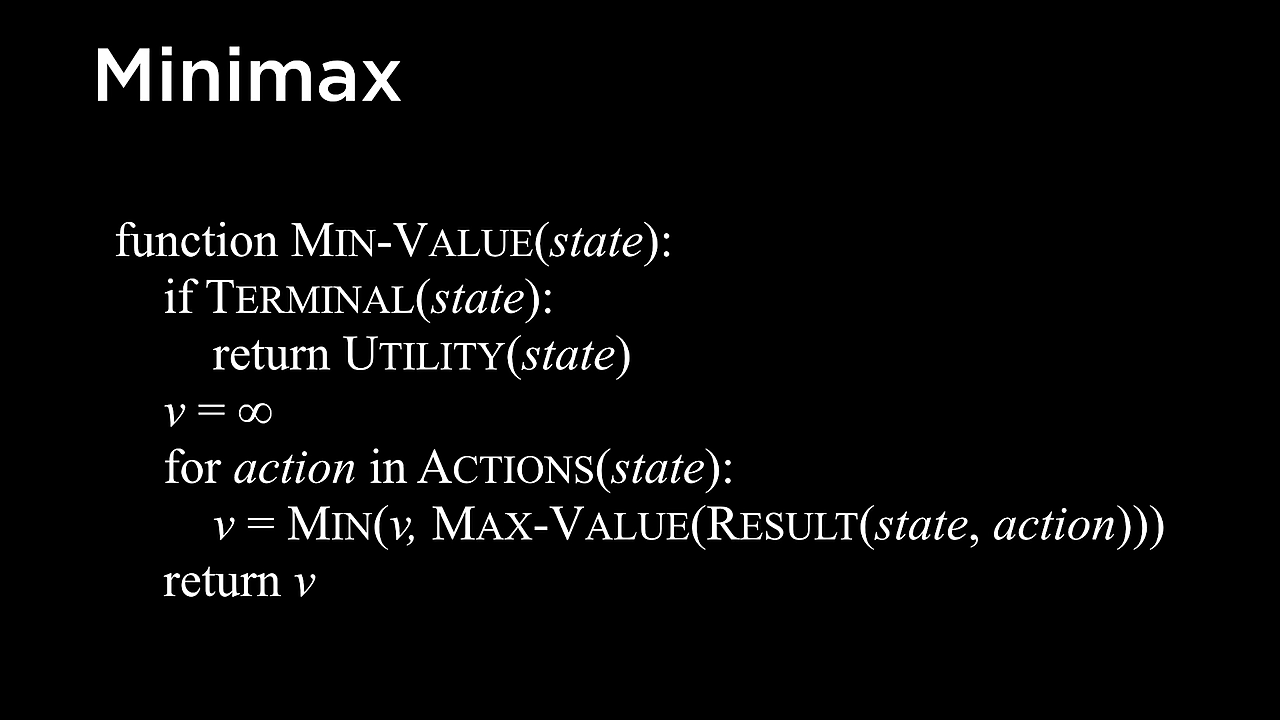 Minimax
function MIN-VALUE(state):
if TERMINAL(state):
return UTILITY(state)
v = ∞
for action in ACTIONS(state):
v = MIN(v, MAX-VALUE(RESULT(state, action)))
return v